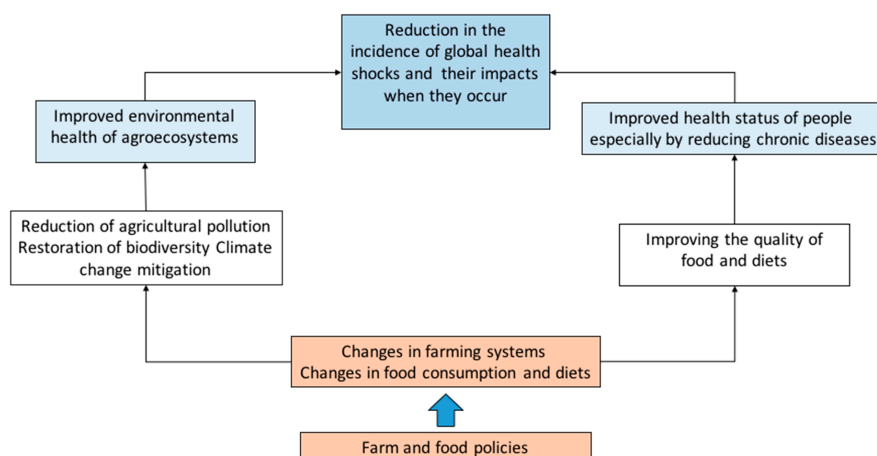 Reduction in the
incidence of global health
shocks and their impacts
when they occur
Improved environmental
health of agroecosystems
Improved health status of people
especially by reducing chronic diseases
Reduction of agricultural pollution
Restoration of biodiversity Climate
change mitigation
Improving the quality of
food and diets
Changes in farming systems
Changes in food consumption and diets
Farm and food policies